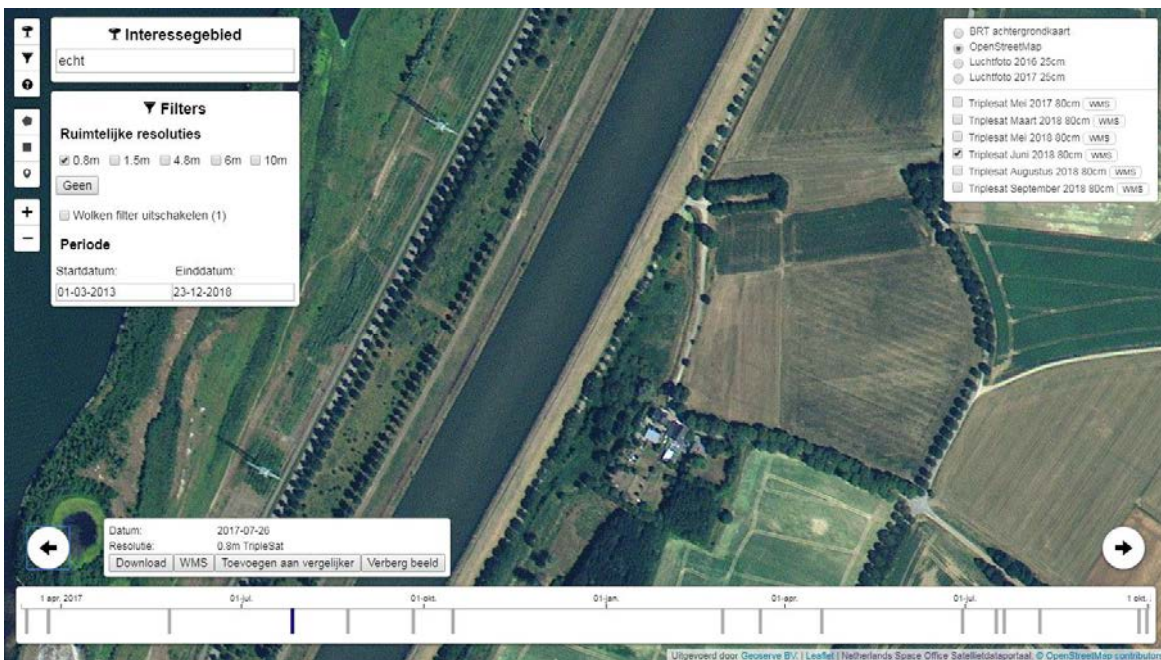 Interessegebied
echt
Filters
Ruimtelijke resoluties
0.8m 1.5m 4.8m 6m 10m
Geen
Wolken filter uitschakelen (1)
Periode
Startdatum: Einddatum:
01-03-2013 23-12-2018
BRT achtergrondkaart
OpenStreetMap
Luchtfoto 2016 25cm
Luchtfoto 2017 25cm
Triplesat Mei 2017 80cm WMS
Triplesat Maart 2018 80cm WMS
Triplesat Mei 2018 80cm WMS
Triplesat Juni 2018 80cm WMS
Triplesat Augustus 2018 80cm WMS
Triplesat September 2018 80cm WMS
Datum: 2017-07-26
Resolutie: 0.8m TripleSat
Download WMS Toevoegen aan vergelijker Verberg beeld
1 apr. 2017 01-jul. 01-okt. 01-jan. 01-apr. 01-jul. 1 okt.
Uitgevoerd door Geoserve BV. | Leaflet | Netherlands Space Office Satellietdataportaal, © OpenStreetMap contributors